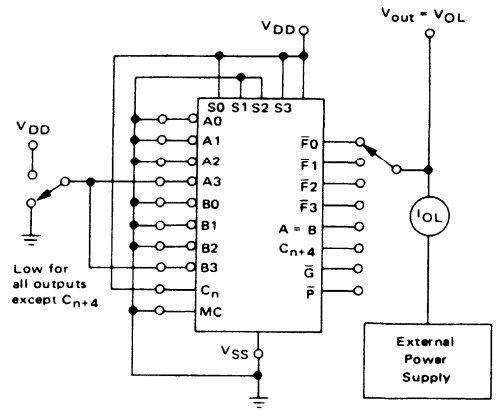 V_DD
V_out = V_OL
S0 S1 S2 S3
V_DD
A0
A1
A2
A3
B0
B1
B2
B3
C_n
MC
F̅0
F̅1
F̅2
F̅3
A = B
C_n+4
G̅
P̅
I_OL
Low for
all outputs
except C_n+4
V_SS
External
Power
Supply